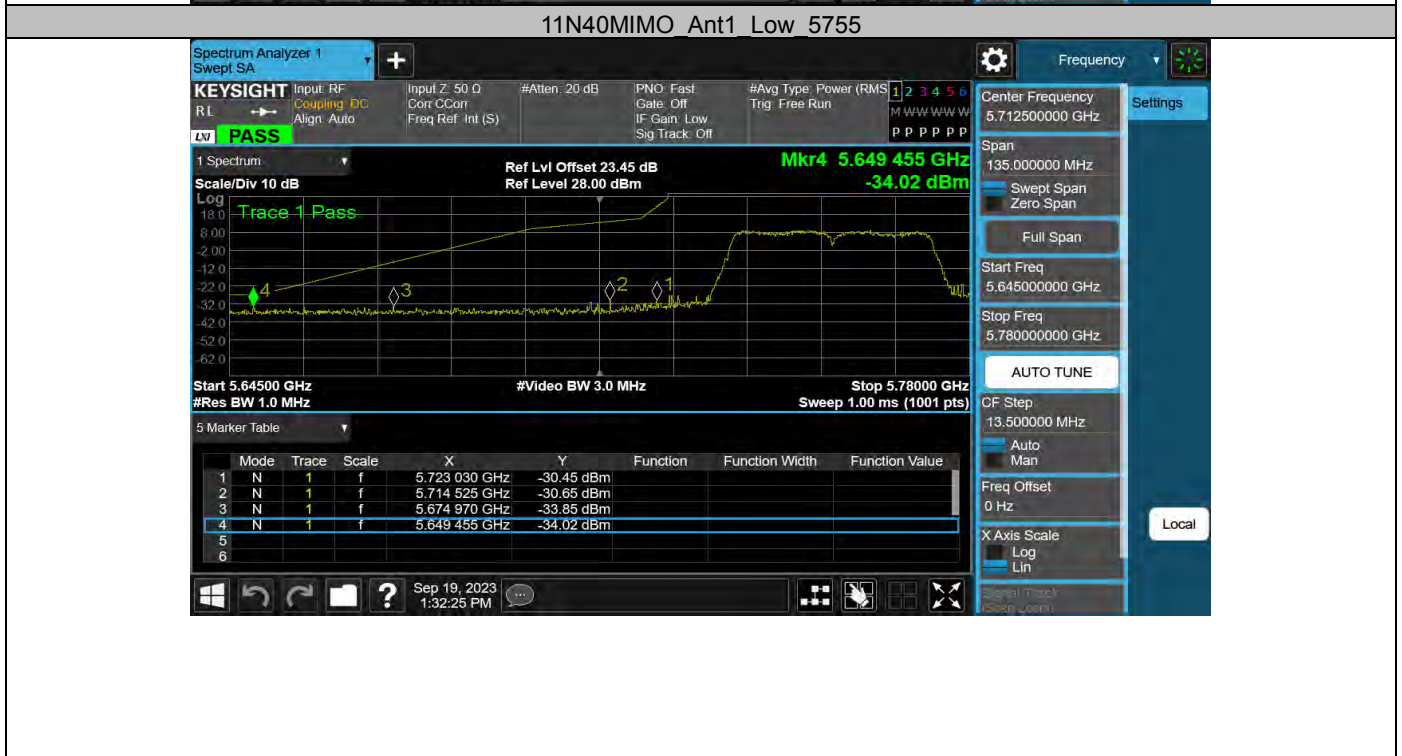 11N40MIMO_Ant1_Low_5755
Spectrum Analyzer 1
Swept SA
+
Frequency
KEYSIGHT
RL
LXI
PASS
Input: RF
Coupling: DC
Align: Auto
Input Z: 50 Ω
Corr CCorr
Freq Ref: Int (S)
#Atten: 20 dB
PNO: Fast
Gate: Off
IF Gain: Low
Sig Track: Off
#Avg Type: Power (RMS
Trig: Free Run
1 2 3 4 5 6
M W W W W W
P P P P P P
Center Frequency
5.712500000 GHz
Settings
Span
135.000000 MHz
Swept Span
Zero Span
Full Span
Start Freq
5.645000000 GHz
Stop Freq
5.780000000 GHz
AUTO TUNE
CF Step
13.500000 MHz
Auto
Man
Freq Offset
0 Hz
X Axis Scale
Log
Lin
Signal Track
(Span Zoom)
Local
1 Spectrum
Scale/Div 10 dB
Ref Lvl Offset 23.45 dB
Ref Level 28.00 dBm
Mkr4 5.649 455 GHz
-34.02 dBm
Log
Trace 1 Pass
18.0
8.00
-2.00
-12.0
-22.0
-32.0
-42.0
-52.0
-62.0
4
3
2
1
Start 5.64500 GHz
#Res BW 1.0 MHz
#Video BW 3.0 MHz
Stop 5.78000 GHz
Sweep 1.00 ms (1001 pts)
5 Marker Table
Mode Trace Scale X Y Function Function Width Function Value
1 N 1 f 5.723 030 GHz -30.45 dBm
2 N 1 f 5.714 525 GHz -30.65 dBm
3 N 1 f 5.674 970 GHz -33.85 dBm
4 N 1 f 5.649 455 GHz -34.02 dBm
5
6
?
Sep 19, 2023
1:32:25 PM